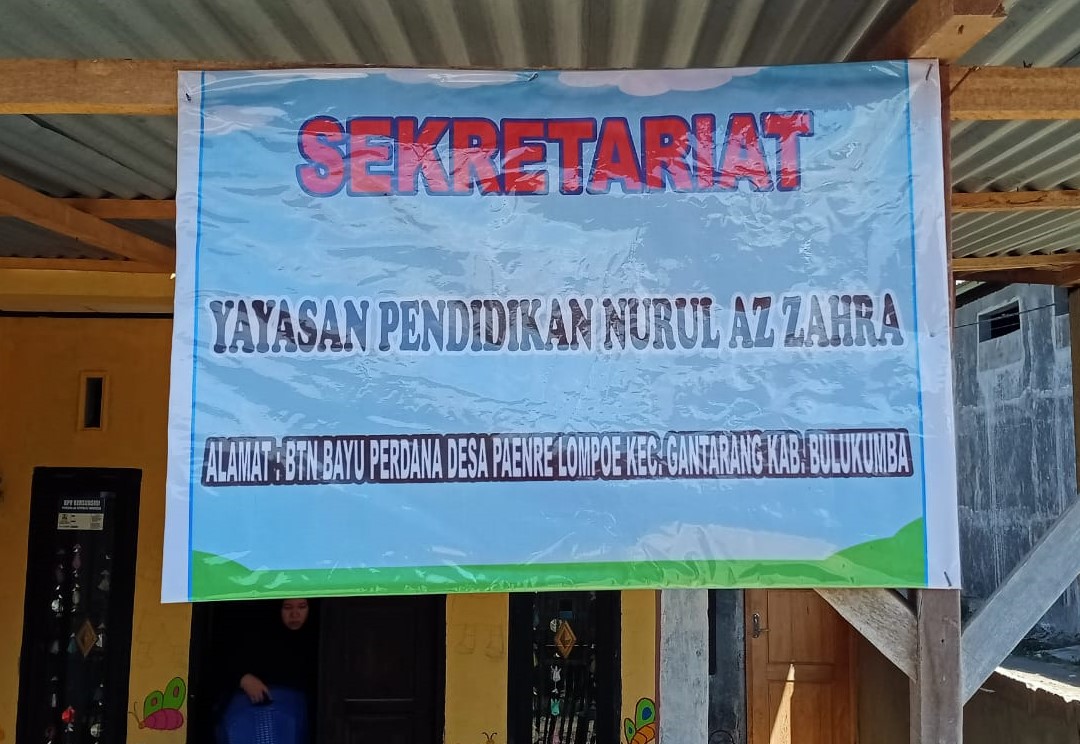 SEKRETARIAT
YAYASAN PENDIDIKAN NURUL AZ ZAHRA
ALAMAT : BTN BAYU PERDANA DESA PAENRE LOMPOE KEC. GANTARANG KAB. BULUKUMBA